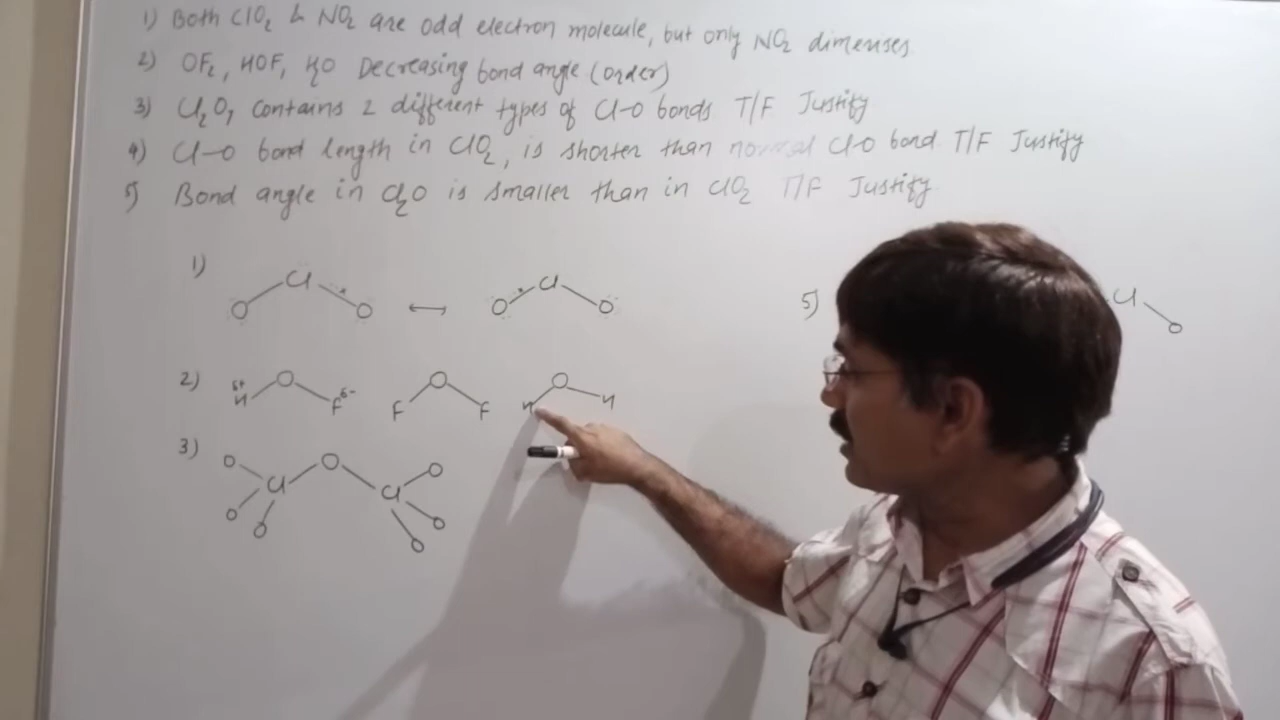 1) Both ClO2 & NO2 are odd electron molecule, but only NO2 dimerises
2) OF2, HOF, H2O Decreasing bond angle (order)
3) Cl2O7 contains 2 different types of Cl-O bonds T/F Justify
4) Cl-O bond length in ClO2, is shorter than normal Cl-O bond T/F Justify
5) Bond angle in Cl2O is smaller than in ClO2 T/F Justify
1) O Cl O ↔ O Cl O
5) Cl O
2) Hδ+ O Fδ- F O F H O H
3) O O O Cl O Cl O O O